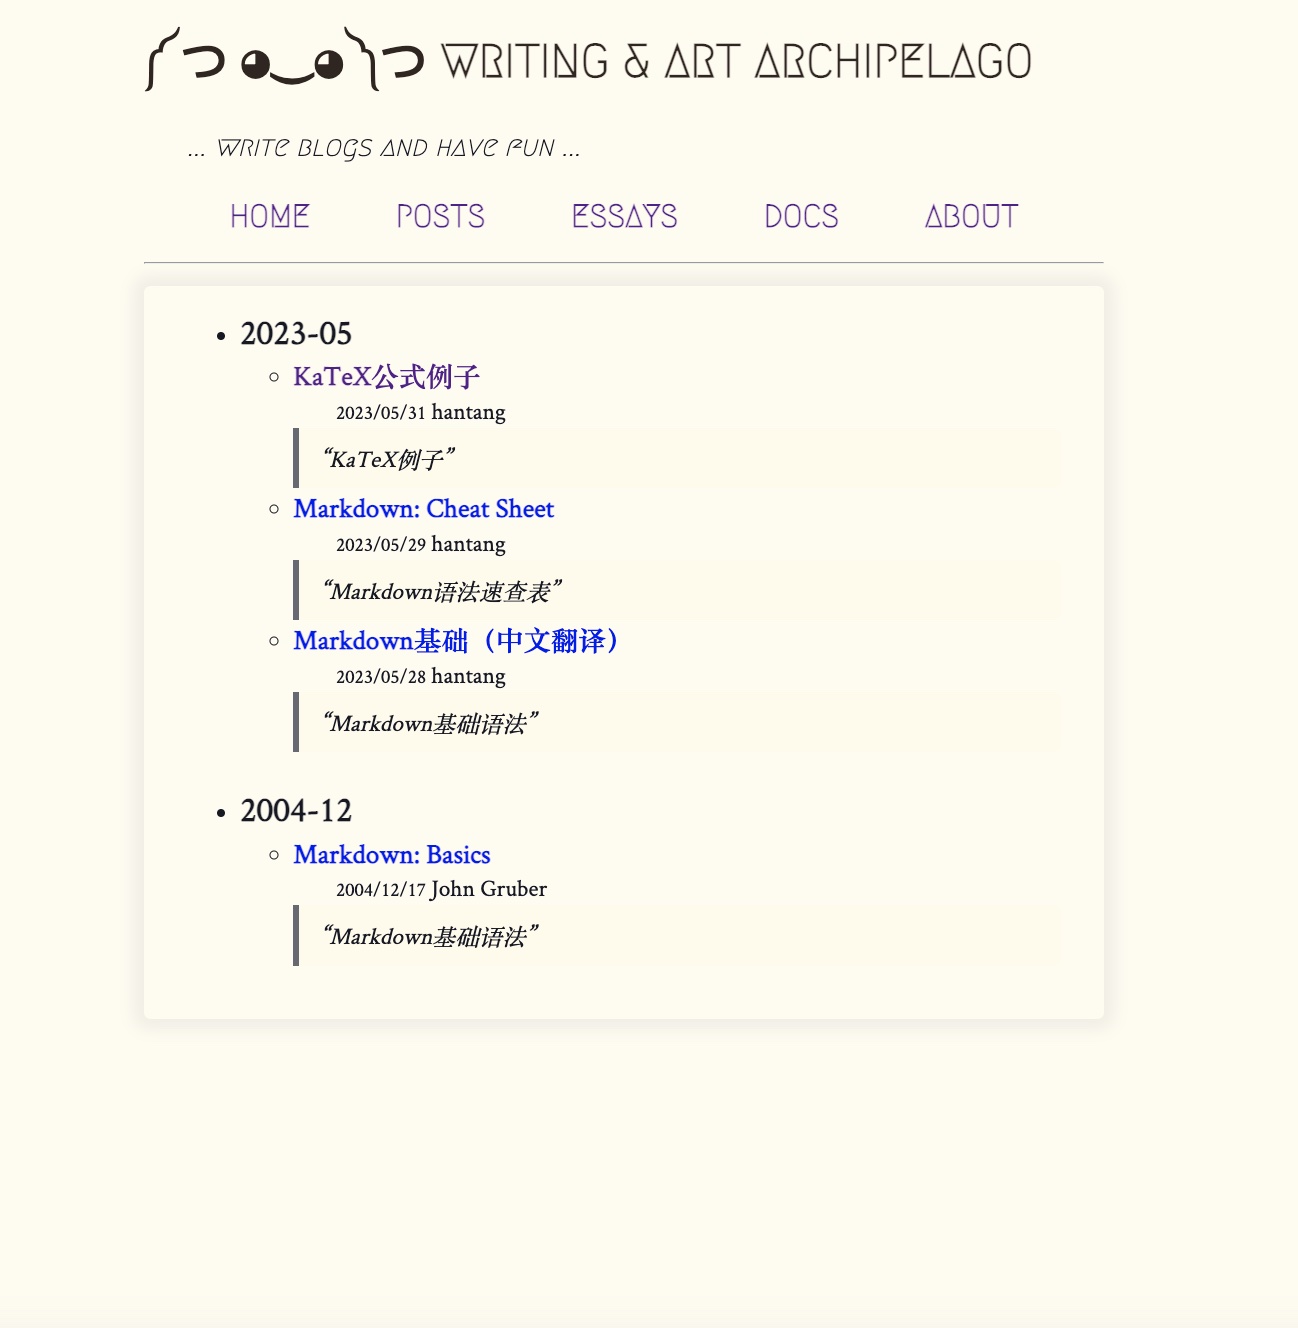 ༼ つ ◕‿◕༽つ WRITING & ART ARCHIPELAGO
... WRITE BLOGS AND HAVE FUN ...
HOME POSTS ESSAYS DOCS ABOUT
2023-05
KaTeX公式例子
2023/05/31 hantang
“KaTeX例子”
Markdown: Cheat Sheet
2023/05/29 hantang
“Markdown语法速查表”
Markdown基础（中文翻译）
2023/05/28 hantang
“Markdown基础语法”
2004-12
Markdown: Basics
2004/12/17 John Gruber
“Markdown基础语法”